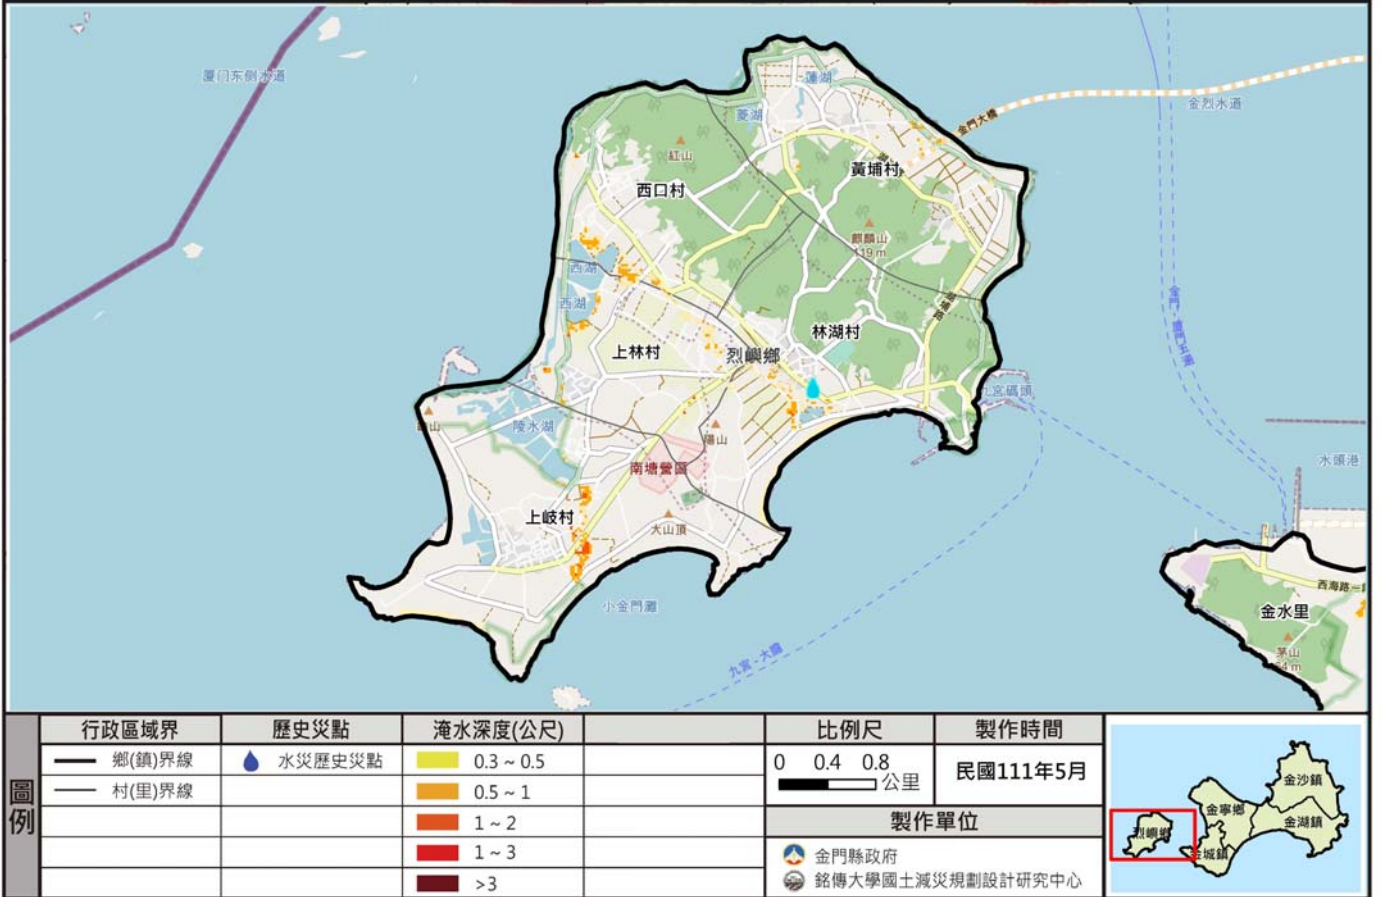 蓮湖
厦门东侧水道
金烈水道
菱湖
金門大橋
紅山
黃埔村
西口村
麒麟山
119 m
西湖
西湖
金門-廈門五通
林湖村
上林村
烈嶼鄉
九宮碼頭
陵水湖
陽山
水頭港
南塘營區
上岐村
大山頂
西海路一
小金門灘
金水里
茅山
九宮-大膽
圖例
行政區域界
歷史災點
淹水深度(公尺)
比例尺
製作時間
鄉(鎮)界線
水災歷史災點
0.3 ~ 0.5
0 0.4 0.8
公里
民國111年5月
村(里)界線
0.5 ~ 1
1 ~ 2
製作單位
1 ~ 3
金門縣政府
>3
銘傳大學國土減災規劃設計研究中心
金沙鎮
金寧鄉
金湖鎮
烈嶼鄉
金城鎮